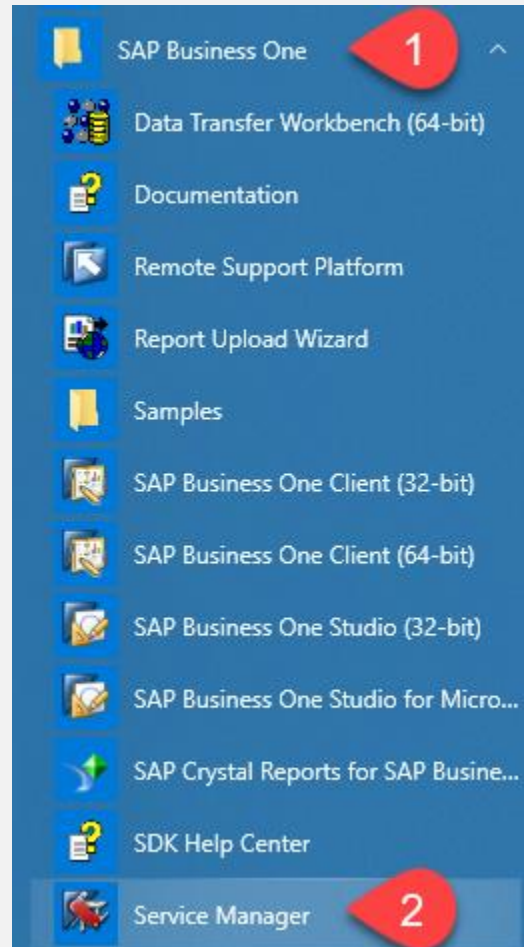 SAP Business One
1
Data Transfer Workbench (64-bit)
Documentation
Remote Support Platform
Report Upload Wizard
Samples
SAP Business One Client (32-bit)
SAP Business One Client (64-bit)
SAP Business One Studio (32-bit)
SAP Business One Studio for Micro...
SAP Crystal Reports for SAP Busine...
SDK Help Center
Service Manager
2